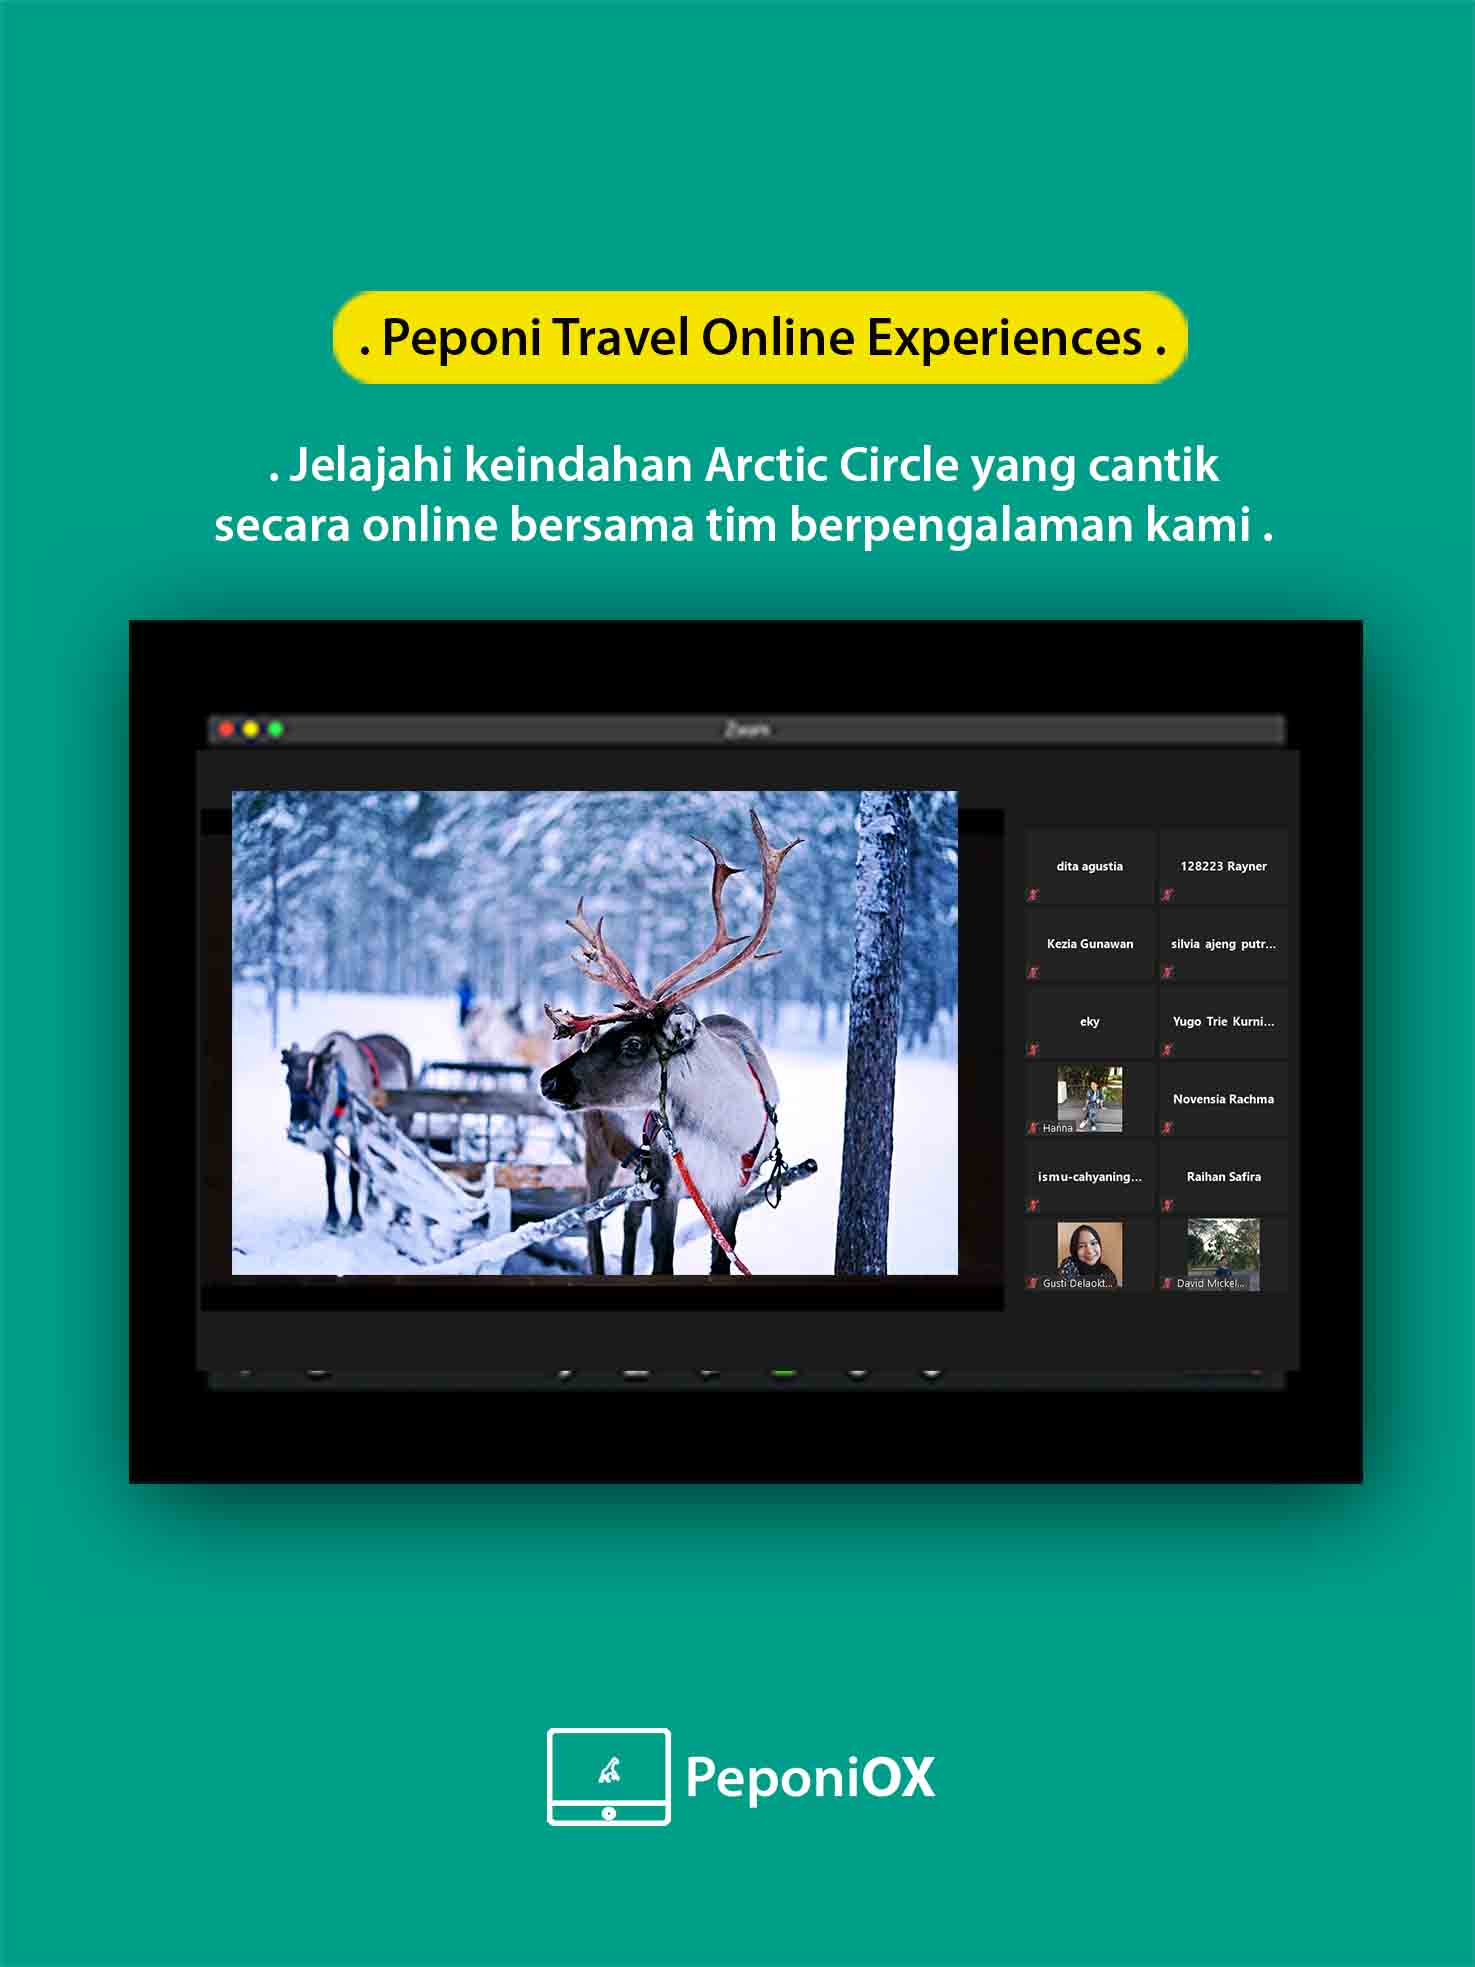 . Peponi Travel Online Experiences .
. Jelajahi keindahan Arctic Circle yang cantik
secara online bersama tim berpengalaman kami .
Zoom
dita agustia
128223 Rayner
Kezia Gunawan
silvia ajeng putr...
eky
Yugo Trie Kurni...
Hanna
Novensia Rachma
ismu-cahyaning...
Raihan Safira
Gusti Delaokt...
David Mickel...
PeponiOX